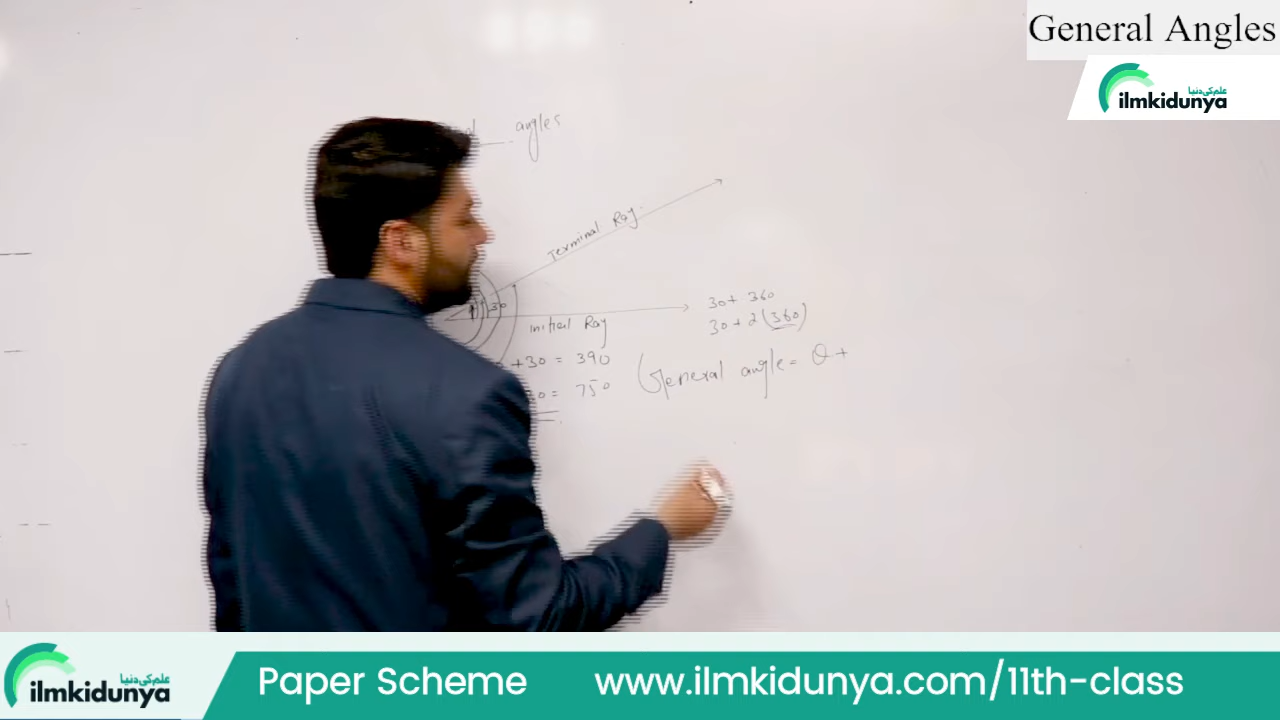 General Angles
علم کی دنیا
ilmkidunya
angles
Terminal Ray.
30
Initial Ray
30+ 360
30+2(360)
+30 = 390
0 = 750
General angle = θ +
علم کی دنیا
ilmkidunya
Paper Scheme
www.ilmkidunya.com/11th-class